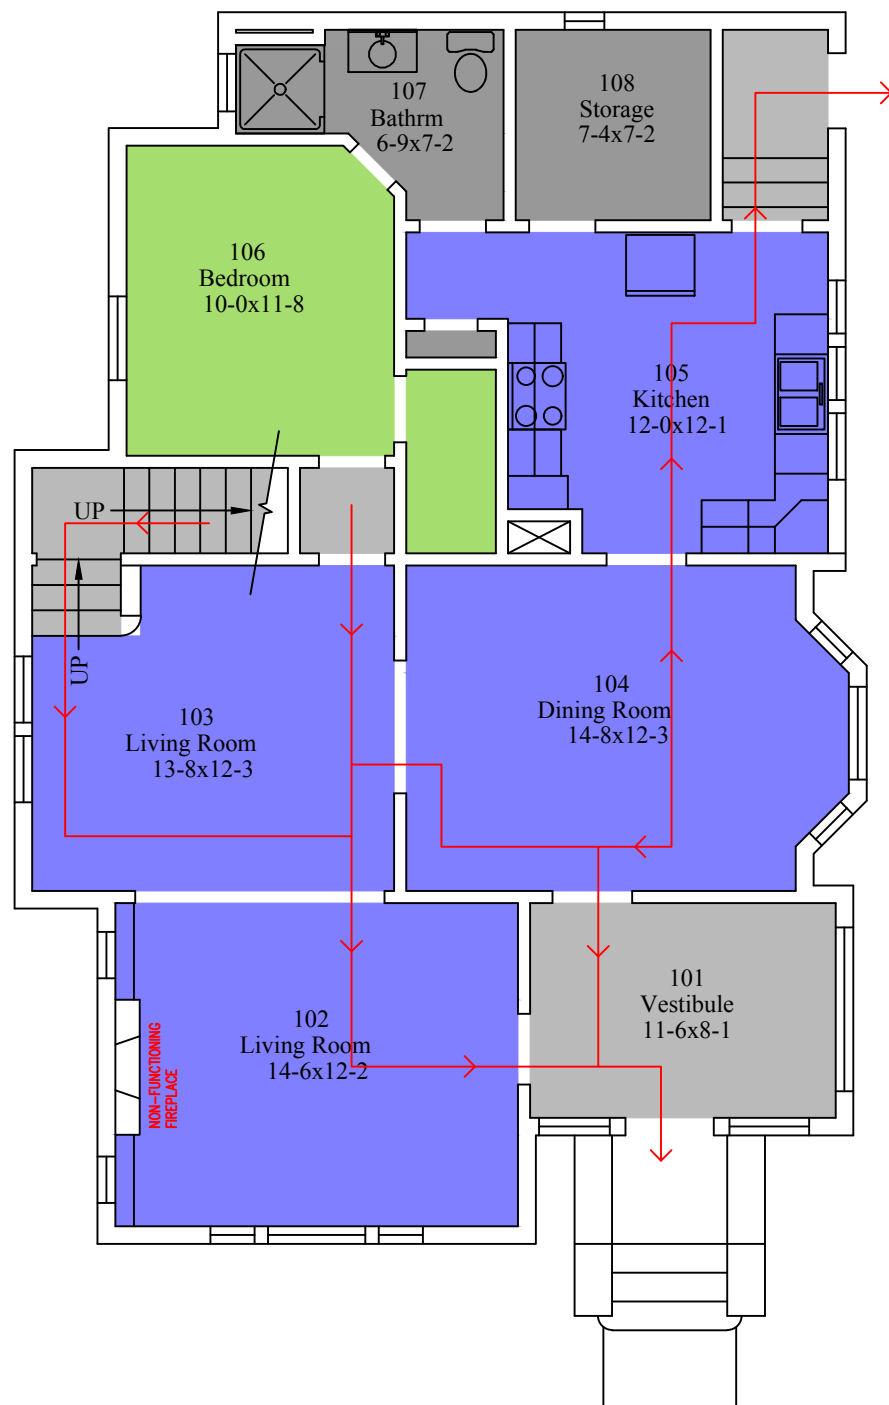 107
Bathrm
6-9x7-2
108
Storage
7-4x7-2
106
Bedroom
10-0x11-8
105
Kitchen
12-0x12-1
UP
UP
103
Living Room
13-8x12-3
104
Dining Room
14-8x12-3
102
Living Room
14-6x12-2
101
Vestibule
11-6x8-1
NON-FUNCTIONING
FIREPLACE